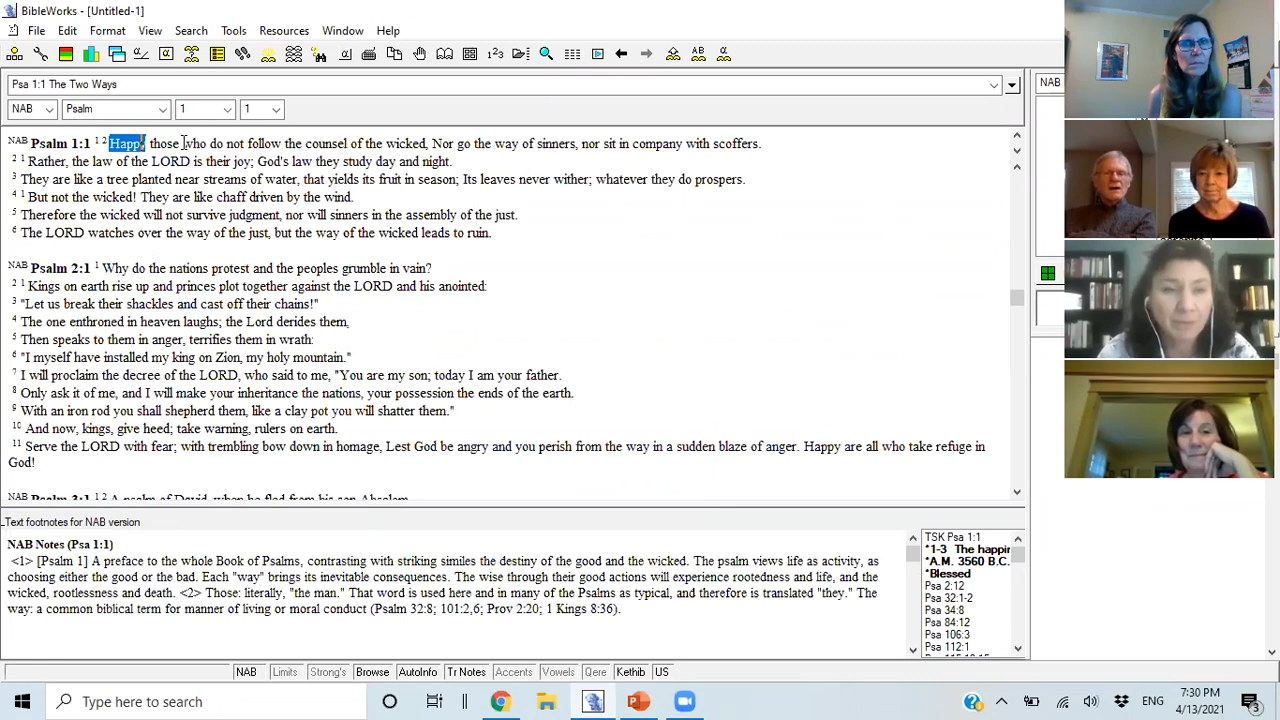 BibleWorks - [Untitled-1]
File Edit Format View Search Tools Resources Window Help
Psa 1:1 The Two Ways
NAB Psalm 1 1
NAB
NAB Psalm 1:1 1 2 Happy those who do not follow the counsel of the wicked, Nor go the way of sinners, nor sit in company with scoffers.
2 1 Rather, the law of the LORD is their joy; God's law they study day and night.
3 They are like a tree planted near streams of water, that yields its fruit in season; Its leaves never wither; whatever they do prospers.
4 1 But not the wicked! They are like chaff driven by the wind.
5 Therefore the wicked will not survive judgment, nor will sinners in the assembly of the just.
6 The LORD watches over the way of the just, but the way of the wicked leads to ruin.
NAB Psalm 2:1 1 Why do the nations protest and the peoples grumble in vain?
2 1 Kings on earth rise up and princes plot together against the LORD and his anointed:
3 "Let us break their shackles and cast off their chains!"
4 The one enthroned in heaven laughs; the Lord derides them,
5 Then speaks to them in anger, terrifies them in wrath:
6 "I myself have installed my king on Zion, my holy mountain."
7 I will proclaim the decree of the LORD, who said to me, "You are my son; today I am your father.
8 Only ask it of me, and I will make your inheritance the nations, your possession the ends of the earth.
9 With an iron rod you shall shepherd them, like a clay pot you will shatter them."
10 And now, kings, give heed; take warning, rulers on earth.
11 Serve the LORD with fear; with trembling bow down in homage, Lest God be angry and you perish from the way in a sudden blaze of anger. Happy are all who take refuge in
God!
NAB Psalm 3:1 1 2 A psalm of David, when he fled from his son Absalom.
Text footnotes for NAB version
NAB Notes (Psa 1:1)
<1> [Psalm 1] A preface to the whole Book of Psalms, contrasting with striking similes the destiny of the good and the wicked. The psalm views life as activity, as
choosing either the good or the bad. Each "way" brings its inevitable consequences. The wise through their good actions will experience rootedness and life, and the
wicked, rootlessness and death. <2> Those: literally, "the man." That word is used here and in many of the Psalms as typical, and therefore is translated "they." The
way: a common biblical term for manner of living or moral conduct (Psalm 32:8; 101:2,6; Prov 2:20; 1 Kings 8:36).
TSK Psa 1:1
*1-3 The happin
*A.M. 3560 B.C.
*Blessed
Psa 2:12
Psa 32:1-2
Psa 34:8
Psa 84:12
Psa 106:3
Psa 112:1
NAB Limits Strong's Browse AutoInfo Tr Notes Accents Vowels Qere Kethib US
Type here to search
ENG
7:30 PM
4/13/2021
3